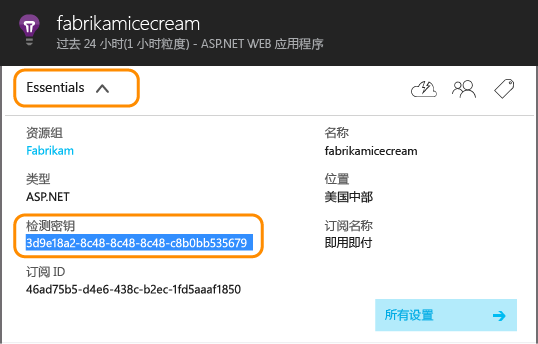 fabrikamicecream
过去 24 小时(1 小时粒度) - ASP.NET WEB 应用程序
Essentials
资源组
Fabrikam
名称
fabrikamicecream
类型
ASP.NET
位置
美国中部
检测密钥
3d9e18a2-8c48-8c48-8c48-c8b0bb535679
订阅名称
即用即付
订阅 ID
46ad75b5-d4e6-438c-b2ec-1fd5aaaf1850
所有设置